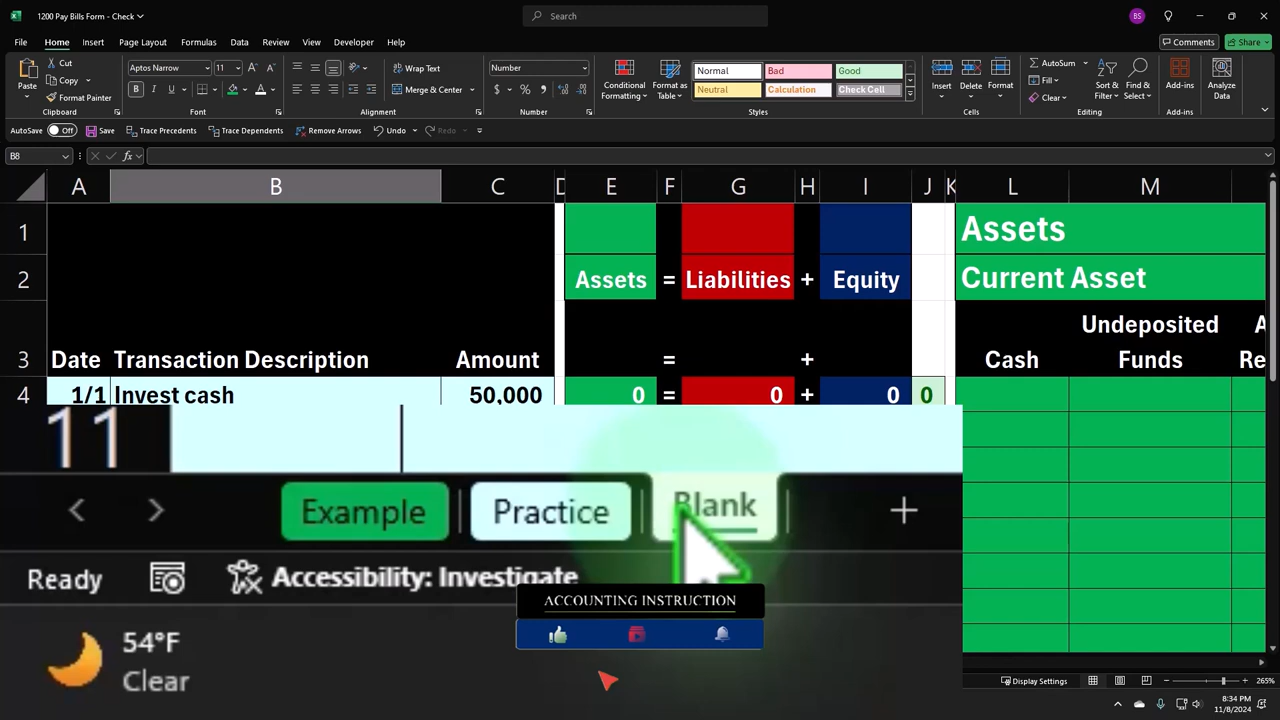 1200 Pay Bills Form - Check
Search
BS
File Home Insert Page Layout Formulas Data Review View Developer Help
Comments Share
Paste
Cut
Copy
Format Painter
Clipboard
Aptos Narrow 11
B I U
Font
Wrap Text
Merge & Center
Alignment
Number
Number
Conditional Formatting
Format as Table
Normal Bad Good
Neutral Calculation Check Cell
Styles
Insert Delete Format
Cells
AutoSum
Fill
Clear
Sort & Filter
Find & Select
Editing
Add-ins
Add-ins
Analyze Data
AutoSave Off Save Trace Precedents Trace Dependents Remove Arrows Undo Redo
B8 fx
A B C D E F G H I J K L M
1 Assets
2 Assets = Liabilities + Equity Current Asset
3 Date Transaction Description Amount = + Cash Undeposited Funds A Re
4 1/1 Invest cash 50,000 0 = 0 + 0 0
11
Example Practice Blank +
Ready Accessibility: Investigate
ACCOUNTING INSTRUCTION
54°F
Clear
Display Settings 265%
8:34 PM
11/8/2024